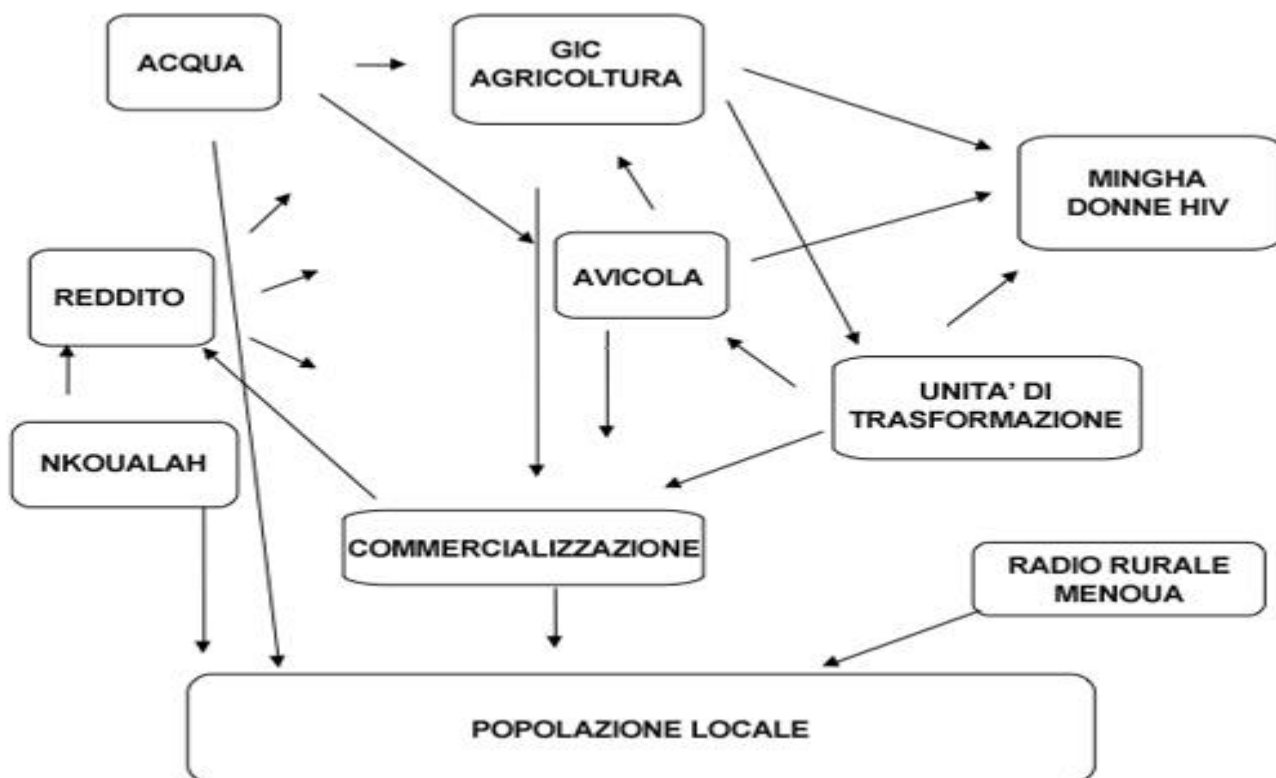 ACQUA
GIC
AGRICOLTURA
MINGHA
DONNE HIV
REDDITO
AVICOLA
UNITA’ DI
TRASFORMAZIONE
NKOUALAH
COMMERCIALIZZAZIONE
RADIO RURALE
MENOUA
POPOLAZIONE LOCALE